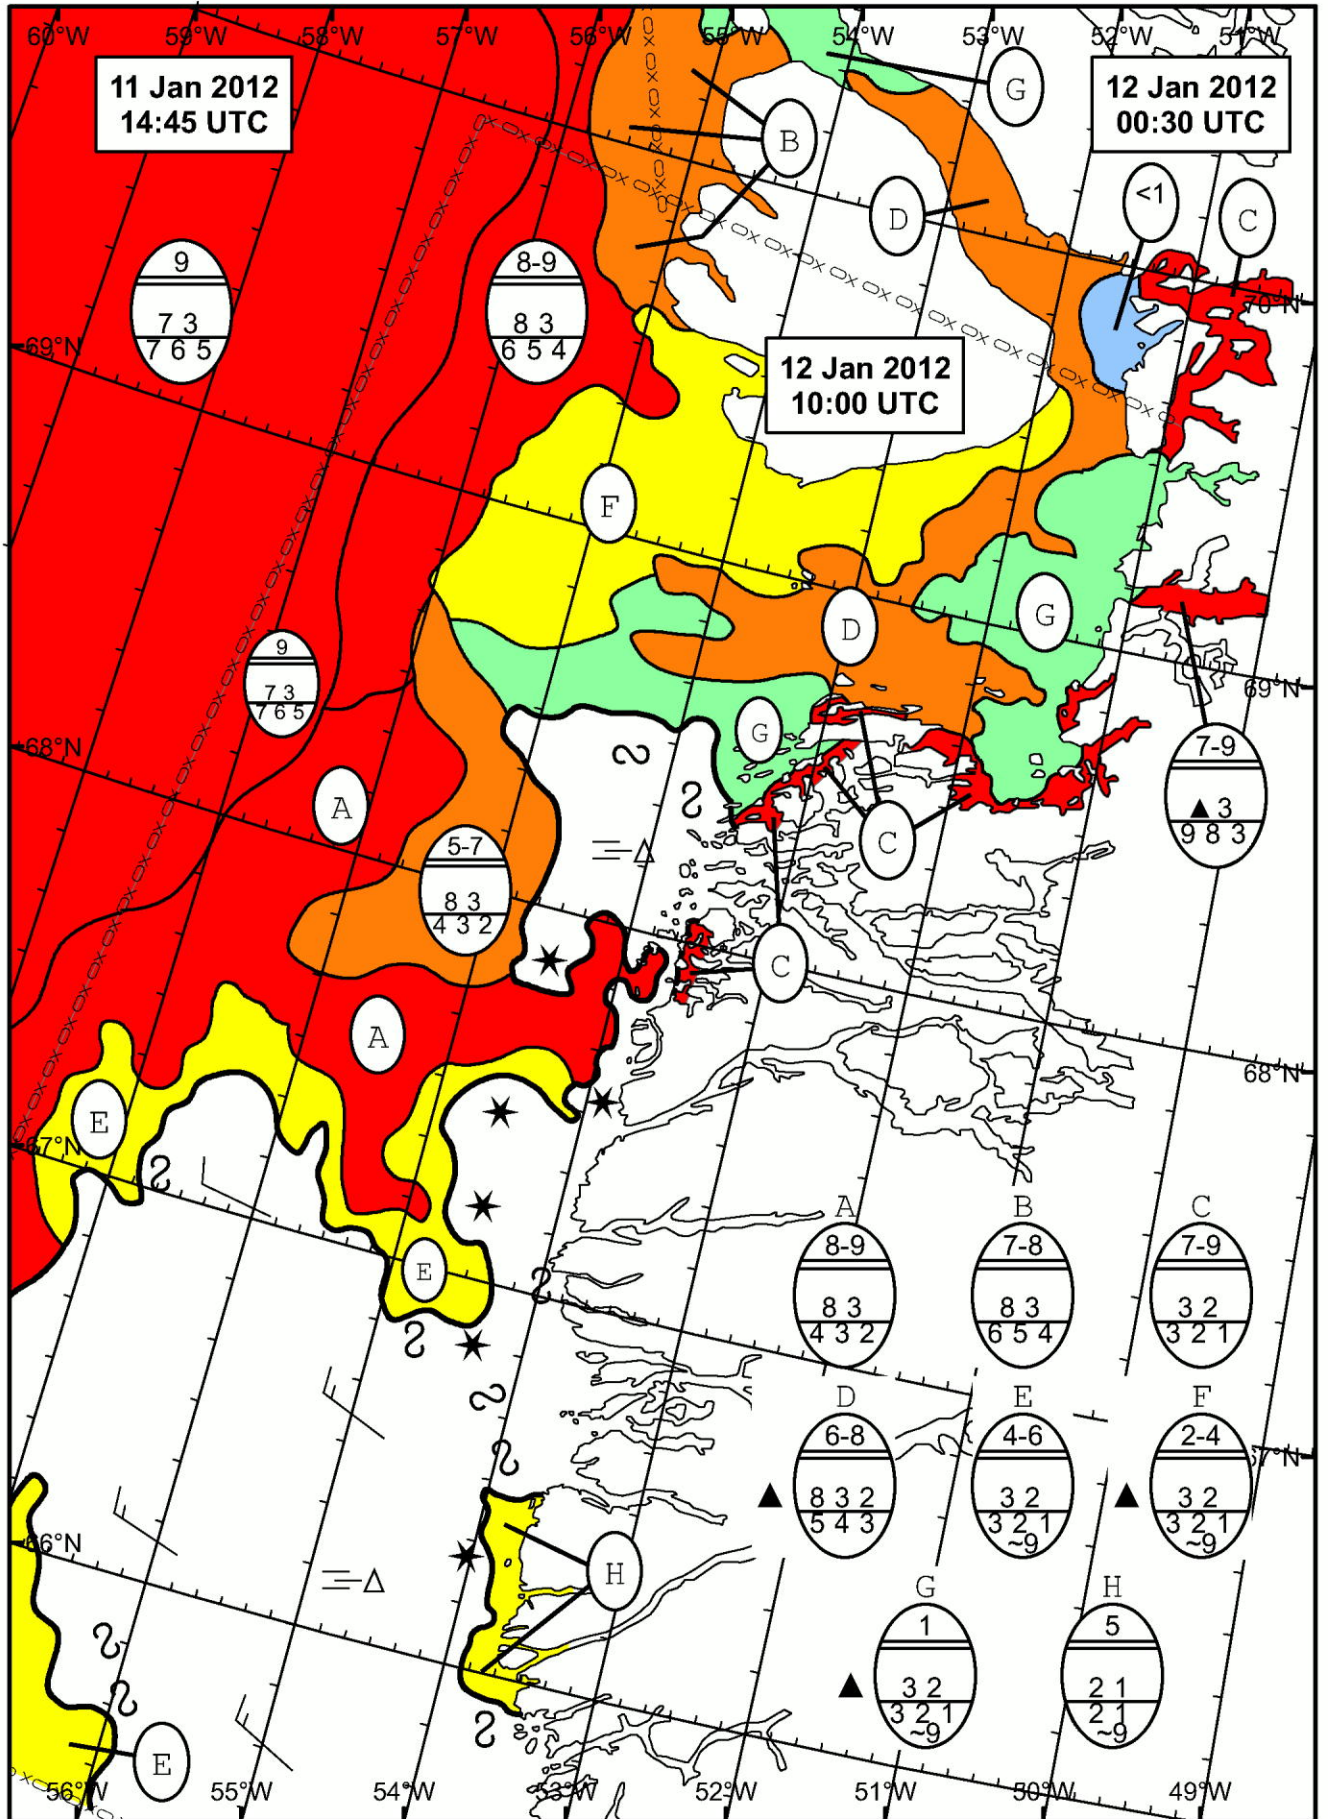 60°W 59°W 58°W 57°W 56°W 55°W 54°W 53°W 52°W 51°W
11 Jan 2012
14:45 UTC
12 Jan 2012
00:30 UTC
G
B
<1
C
D
9
7 3
7 6 5
8-9
8 3
6 5 4
70°N
69°N
12 Jan 2012
10:00 UTC
F
G
D
9
7 3
7 6 5
69°N
68°N
G
7-9
▲ 3
9 8 3
A
C
5-7
8 3
4 3 2
C
A
68°N
E
67°N
E
A
8-9
8 3
4 3 2
B
7-8
8 3
6 5 4
C
7-9
3 2
3 2 1
D
6-8
▲ 8 3 2
5 4 3
E
4-6
3 2
3 2 1
~9
F
2-4
▲ 3 2
3 2 1
~9
67°N
66°N
H
G
1
▲ 3 2
3 2 1
~9
H
5
2 1
2 1
~9
E
56°W 55°W 54°W 53°W 52°W 51°W 50°W 49°W